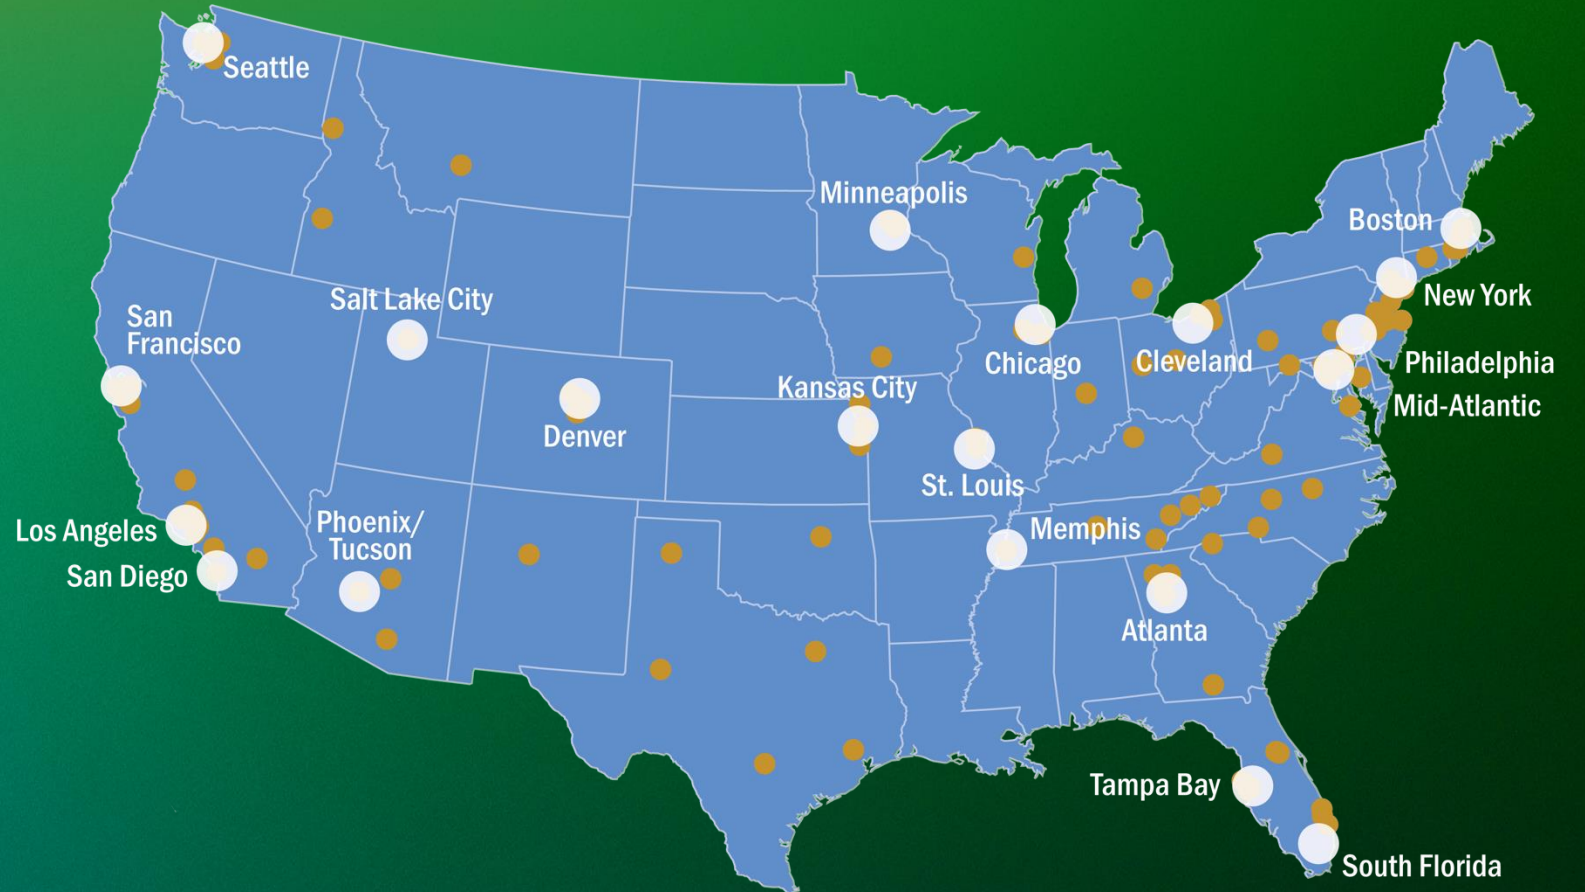 Seattle
Minneapolis
Boston
Salt Lake City
New York
San
Francisco
Chicago
Cleveland
Philadelphia
Kansas City
Mid-Atlantic
Denver
St. Louis
Los Angeles
Phoenix/
Tucson
Memphis
San Diego
Atlanta
Tampa Bay
South Florida